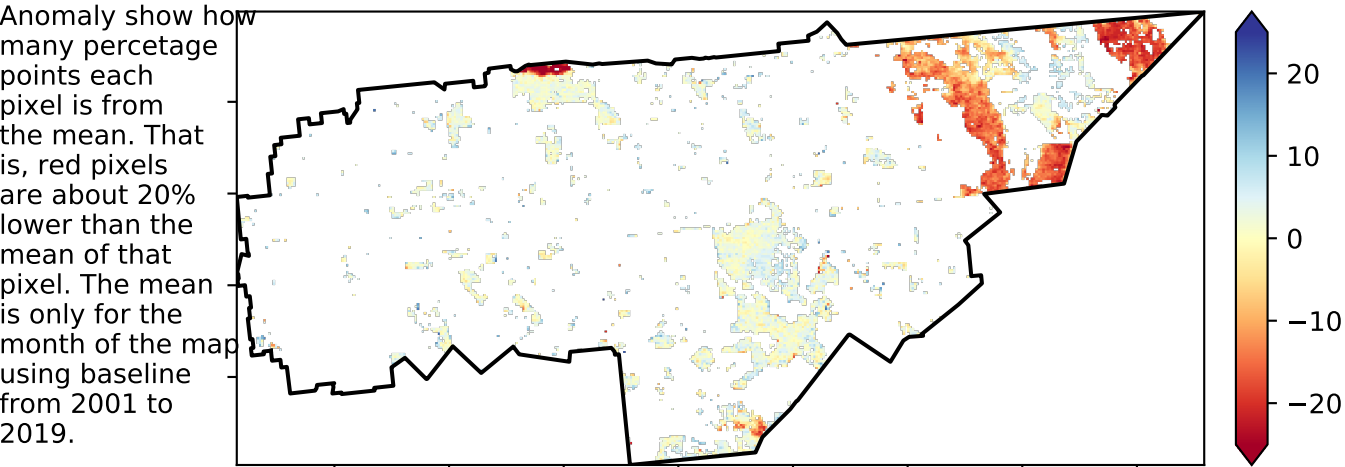 Anomaly show how
many percetage
points each
pixel is from
the mean. That
is, red pixels
are about 20%
lower than the
mean of that
pixel. The mean
is only for the
month of the map
using baseline
from 2001 to
2019.
20
10
0
−10
−20